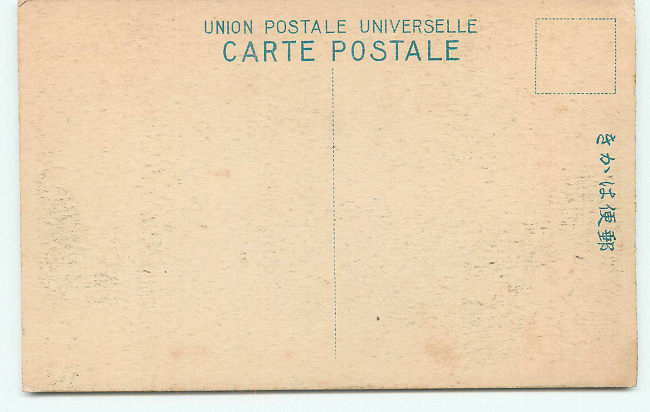 UNION POSTALE UNIVERSELLE
CARTE POSTALE
きかは便郵